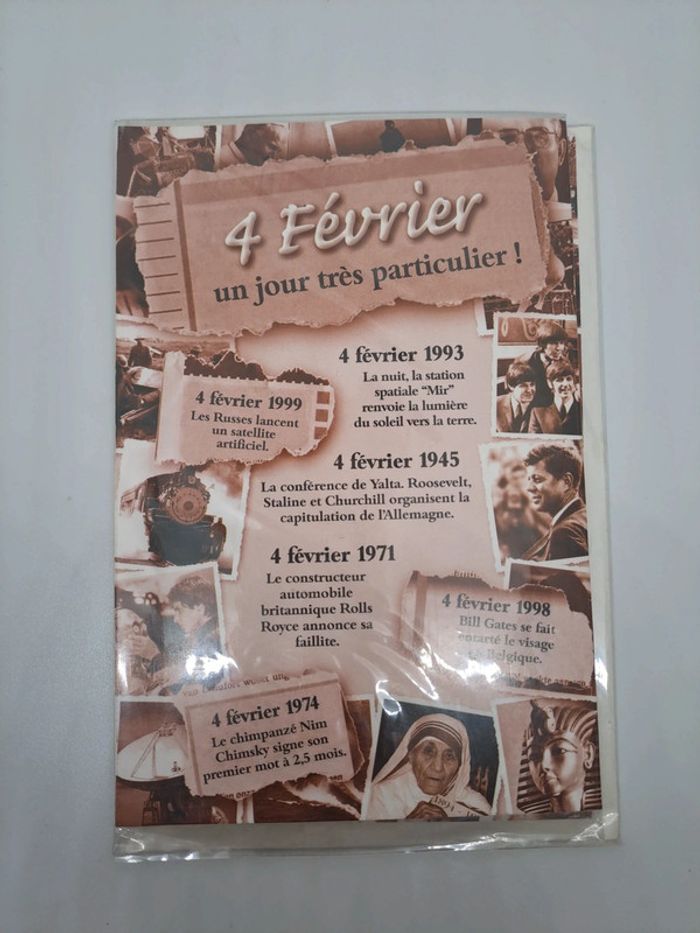 4 Février
un jour très particulier !
4 février 1993
La nuit, la station
spatiale “Mir”
renvoie la lumière
du soleil vers la terre.
4 février 1999
Les Russes lancent
un satellite
artificiel.
4 février 1945
La conférence de Yalta. Roosevelt,
Staline et Churchill organisent la
capitulation de l’Allemagne.
4 février 1971
Le constructeur
automobile
britannique Rolls
Royce annonce sa
faillite.
4 février 1998
Bill Gates se fait
entarté le visage
Belgique.
4 février 1974
Le chimpanzé Nim
Chimsky signe son
premier mot à 2,5 mois.